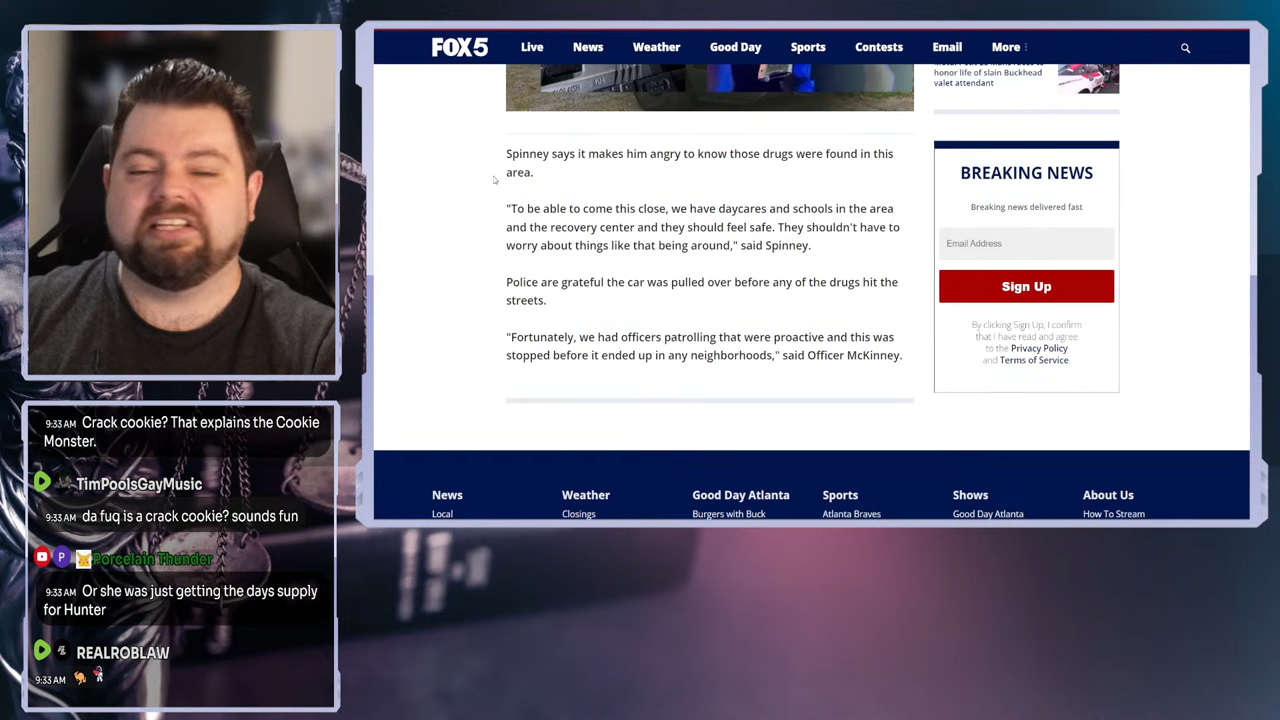 FOX 5
Live News Weather Good Day Sports Contests Email More
honor life of slain Buckhead
valet attendant
Spinney says it makes him angry to know those drugs were found in this
area.
"To be able to come this close, we have daycares and schools in the area
and the recovery center and they should feel safe. They shouldn't have to
worry about things like that being around," said Spinney.
Police are grateful the car was pulled over before any of the drugs hit the
streets.
"Fortunately, we had officers patrolling that were proactive and this was
stopped before it ended up in any neighborhoods," said Officer McKinney.
BREAKING NEWS
Breaking news delivered fast
Email Address
Sign Up
By clicking Sign Up, I confirm
that I have read and agree
to the Privacy Policy
and Terms of Service.
News Weather Good Day Atlanta Sports Shows About Us
Local Closings Burgers with Buck Atlanta Braves Good Day Atlanta How To Stream
9:33 AM Crack cookie? That explains the Cookie
Monster.
TimPoolsGayMusic
9:33 AM da fuq is a crack cookie? sounds fun
P Porcelain Thunder
9:33 AM Or she was just getting the days supply
for Hunter
REALROBLAW
9:33 AM